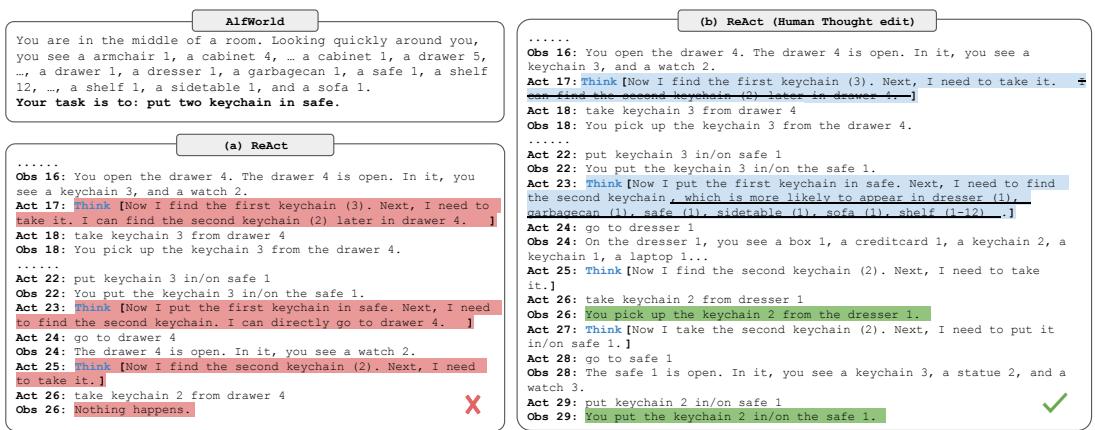 AlfWorld
You are in the middle of a room. Looking quickly around you,
you see a armchair 1, a cabinet 4, … a cabinet 1, a drawer 5,
…, a drawer 1, a dresser 1, a garbagecan 1, a safe 1, a shelf
12, …, a shelf 1, a sidetable 1, and a sofa 1.
Your task is to: put two keychain in safe.
(a) ReAct
......
Obs 16: You open the drawer 4. The drawer 4 is open. In it, you
see a keychain 3, and a watch 2.
Act 17: Think [Now I find the first keychain (3). Next, I need to
take it. I can find the second keychain (2) later in drawer 4. ]
Act 18: take keychain 3 from drawer 4
Obs 18: You pick up the keychain 3 from the drawer 4.
......
Act 22: put keychain 3 in/on safe 1
Obs 22: You put the keychain 3 in/on the safe 1.
Act 23: Think [Now I put the first keychain in safe. Next, I need
to find the second keychain. I can directly go to drawer 4. ]
Act 24: go to drawer 4
Obs 24: The drawer 4 is open. In it, you see a watch 2.
Act 25: Think [Now I find the second keychain (2). Next, I need
to take it.]
Act 26: take keychain 2 from drawer 4
Obs 26: Nothing happens.
(b) ReAct (Human Thought edit)
......
Obs 16: You open the drawer 4. The drawer 4 is open. In it, you see a
keychain 3, and a watch 2.
Act 17: Think [Now I find the first keychain (3). Next, I need to take it. I
can find the second keychain (2) later in drawer 4. ]
Act 18: take keychain 3 from drawer 4
Obs 18: You pick up the keychain 3 from the drawer 4.
......
Act 22: put keychain 3 in/on safe 1
Obs 22: You put the keychain 3 in/on the safe 1.
Act 23: Think [Now I put the first keychain in safe. Next, I need to find
the second keychain , which is more likely to appear in dresser (1),
garbagecan (1), safe (1), sidetable (1), sofa (1), shelf (1-12) .]
Act 24: go to dresser 1
Obs 24: On the dresser 1, you see a box 1, a creditcard 1, a keychain 2, a
keychain 1, a laptop 1...
Act 25: Think [Now I find the second keychain (2). Next, I need to take
it.]
Act 26: take keychain 2 from dresser 1
Obs 26: You pick up the keychain 2 from the dresser 1.
Act 27: Think [Now I take the second keychain (2). Next, I need to put it
in/on safe 1.]
Act 28: go to safe 1
Obs 28: The safe 1 is open. In it, you see a keychain 3, a statue 2, and a
watch 3.
Act 29: put keychain 2 in/on safe 1
Obs 29: You put the keychain 2 in/on the safe 1.